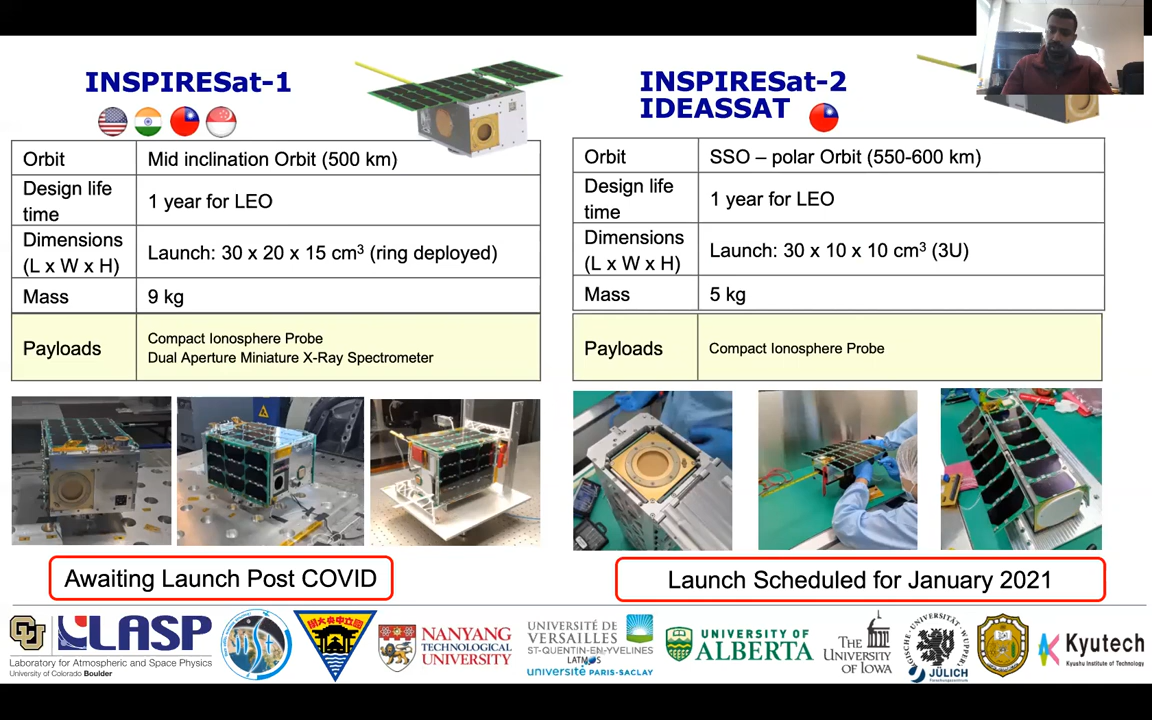 INSPIRESat-1
Orbit
Mid inclination Orbit (500 km)
Design life
time
1 year for LEO
Dimensions
(L x W x H)
Launch: 30 x 20 x 15 cm³ (ring deployed)
Mass
9 kg
Payloads
Compact Ionosphere Probe
Dual Aperture Miniature X-Ray Spectrometer
Awaiting Launch Post COVID
INSPIRESat-2
IDEASSAT
Orbit
SSO – polar Orbit (550-600 km)
Design life
time
1 year for LEO
Dimensions
(L x W x H)
Launch: 30 x 10 x 10 cm³ (3U)
Mass
5 kg
Payloads
Compact Ionosphere Probe
Launch Scheduled for January 2021
CU
LASP
Laboratory for Atmospheric and Space Physics
University of Colorado Boulder
NANYANG
TECHNOLOGICAL
UNIVERSITY
UNIVERSITÉ DE
VERSAILLES
ST-QUENTIN-EN-YVELINES
LATMOS
université PARIS-SACLAY
UNIVERSITY OF
ALBERTA
THE
UNIVERSITY
OF IOWA
JÜLICH
Forschungszentrum
Kyutech
Kyushu Institute of Technology